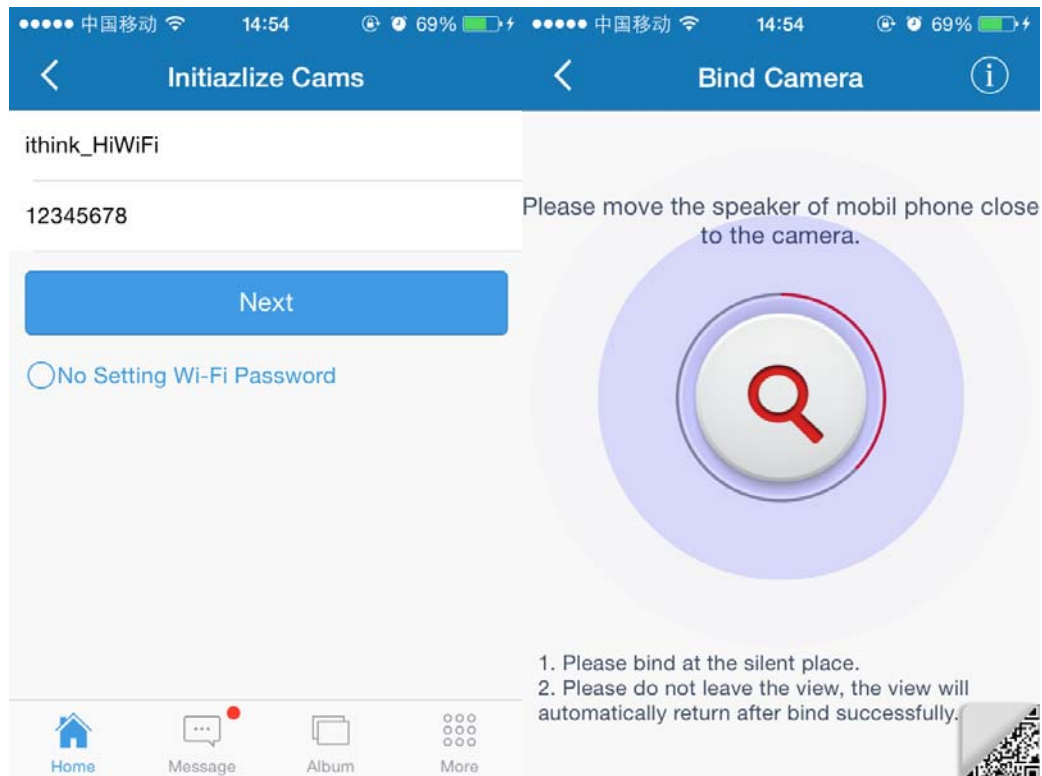 中国移动 14:54 69%
Initiazlize Cams
ithink_HiWiFi
12345678
Next
No Setting Wi-Fi Password
Home Message Album More
中国移动 14:54 69%
Bind Camera
Please move the speaker of mobil phone close
to the camera.
1. Please bind at the silent place.
2. Please do not leave the view, the view will
automatically return after bind successfully.